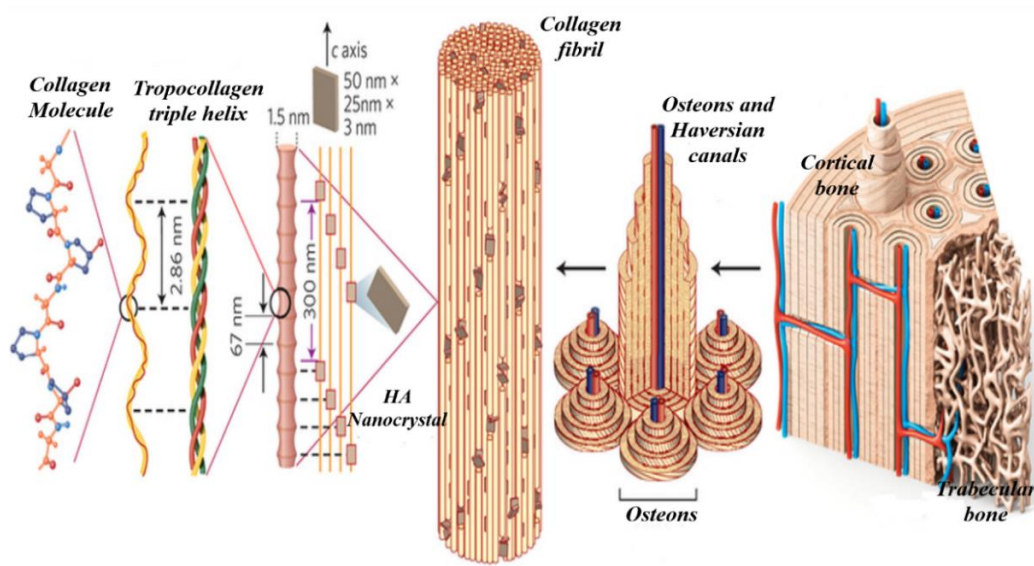 Collagen
Molecule
Tropocollagen
triple helix
2.86 nm
67 nm
1.5 nm
300 nm
c axis
50 nm ×
25nm ×
3 nm
HA
Nanocrystal
Collagen
fibril
Osteons and
Haversian
canals
Osteons
Cortical
bone
Trabecular
bone